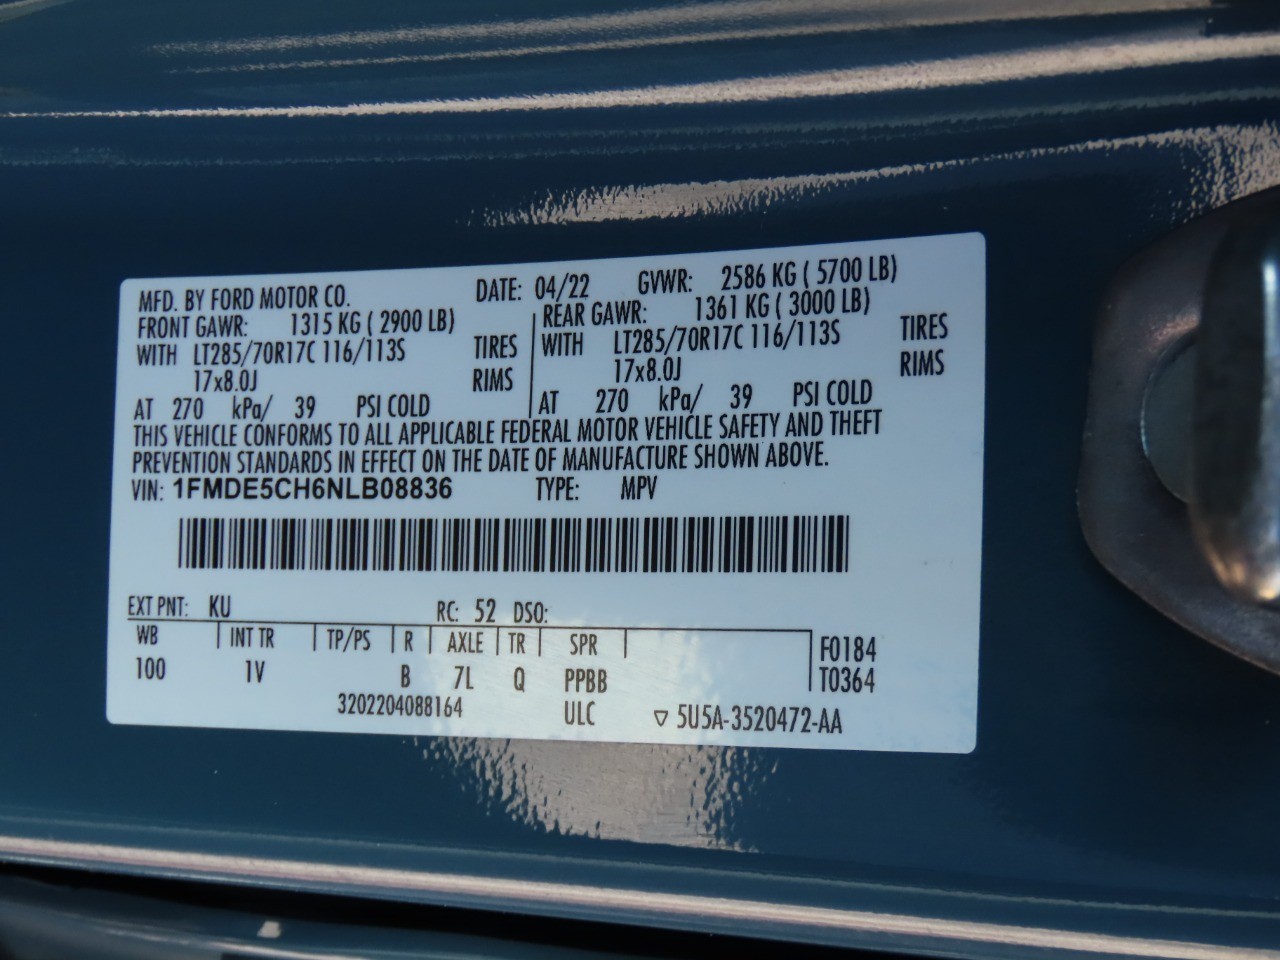 MFD. BY FORD MOTOR CO. DATE: 04/22 GVWR: 2586 KG ( 5700 LB)
FRONT GAWR: 1315 KG ( 2900 LB) REAR GAWR: 1361 KG ( 3000 LB)
WITH LT285/70R17C 116/113S TIRES WITH LT285/70R17C 116/113S TIRES
17x8.0J RIMS 17x8.0J RIMS
AT 270 kPa/ 39 PSI COLD AT 270 kPa/ 39 PSI COLD
THIS VEHICLE CONFORMS TO ALL APPLICABLE FEDERAL MOTOR VEHICLE SAFETY AND THEFT
PREVENTION STANDARDS IN EFFECT ON THE DATE OF MANUFACTURE SHOWN ABOVE.
VIN: 1FMDE5CH6NLB08836 TYPE: MPV
EXT PNT: KU RC: 52 DSO:
WB INT TR TP/PS R AXLE TR SPR F0184
100 1V B 7L Q PPBB T0364
3202204088164 ULC ▽ 5U5A-3520472-AA